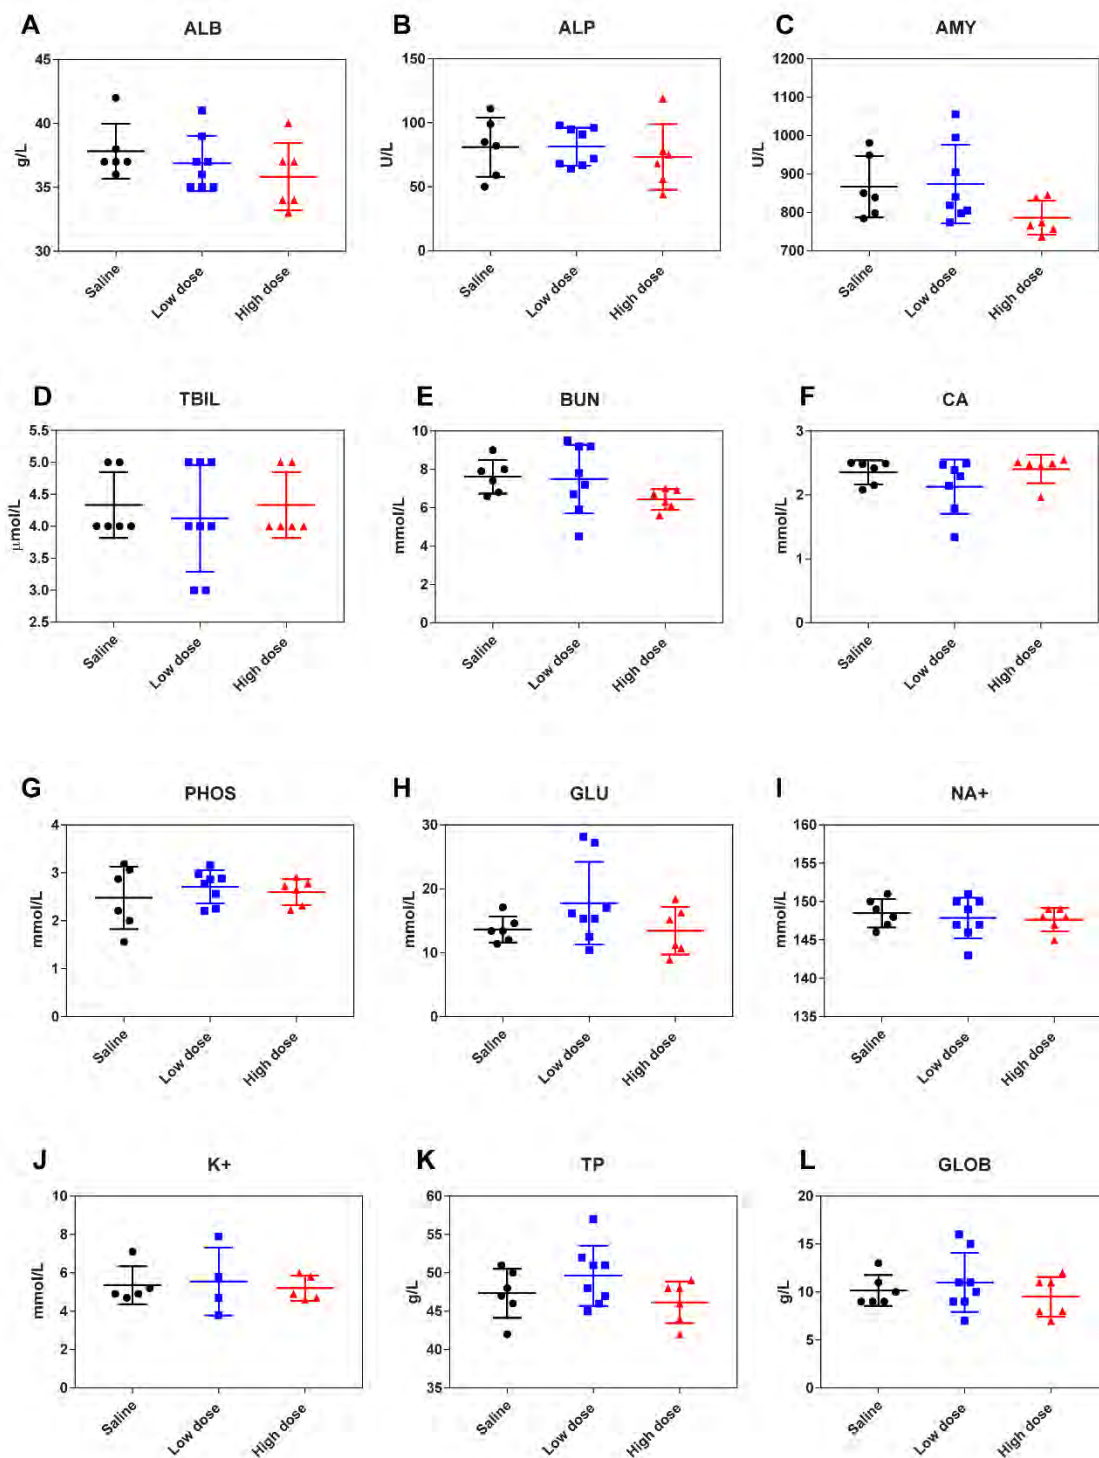 A ALB
45
40
35
30
g/L
Saline
Low dose
High dose
B ALP
150
100
50
0
U/L
Saline
Low dose
High dose
C AMY
1200
1100
1000
900
800
700
U/L
Saline
Low dose
High dose
D TBIL
5.5
5.0
4.5
4.0
3.5
3.0
2.5
μmol/L
Saline
Low dose
High dose
E BUN
10
8
6
4
2
0
mmol/L
Saline
Low dose
High dose
F CA
3
2
1
0
mmol/L
Saline
Low dose
High dose
G PHOS
4
3
2
1
0
mmol/L
Saline
Low dose
High dose
H GLU
30
20
10
0
mmol/L
Saline
Low dose
High dose
I NA+
160
155
150
145
140
135
mmol/L
Saline
Low dose
High dose
J K+
10
8
6
4
2
0
mmol/L
Saline
Low dose
High dose
K TP
60
55
50
45
40
35
g/L
Saline
Low dose
High dose
L GLOB
20
15
10
5
0
g/L
Saline
Low dose
High dose